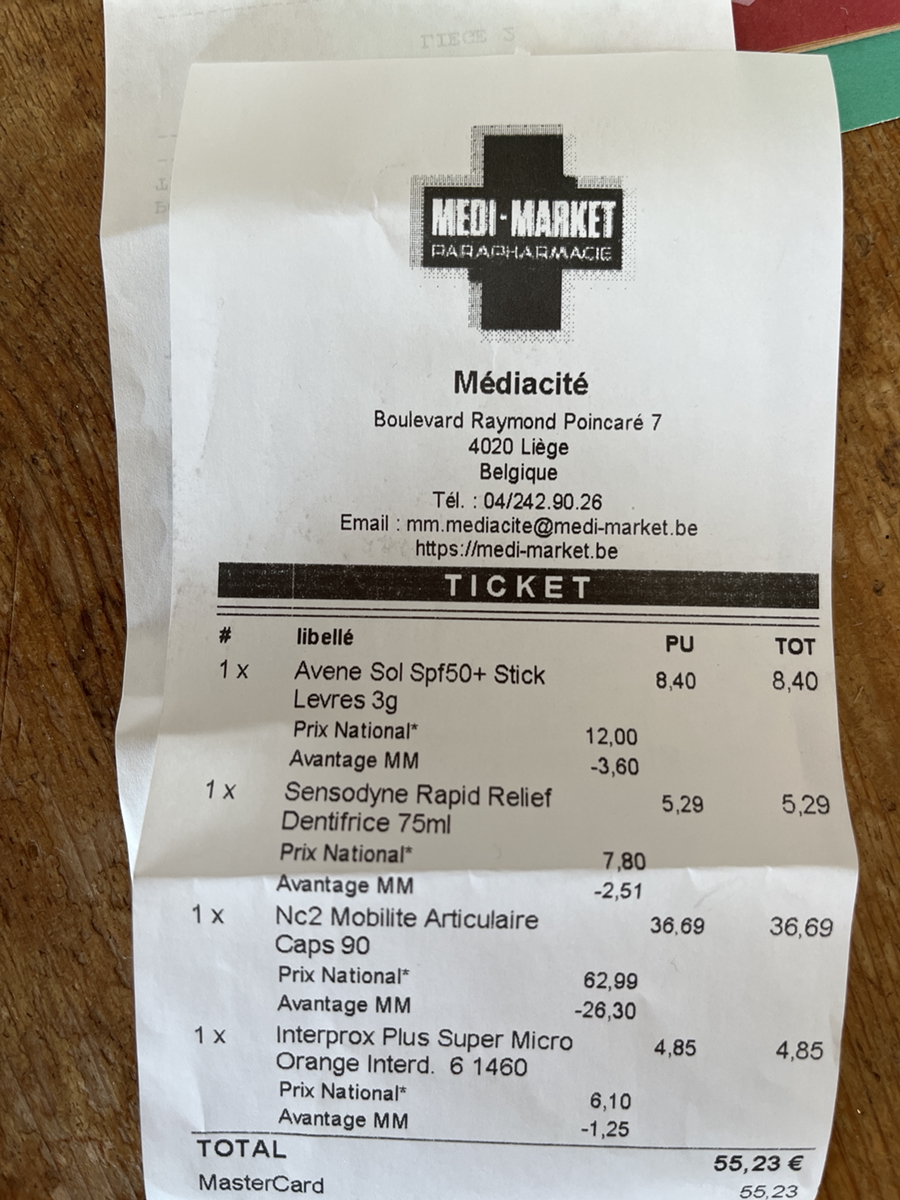 LIEGE 2
MEDI-MARKET
PARAPHARMACIE
Médiacité
Boulevard Raymond Poincaré 7
4020 Liège
Belgique
Tél. : 04/242.90.26
Email : mm.mediacite@medi-market.be
https://medi-market.be
TICKET
# libellé PU TOT
1 x Avene Sol Spf50+ Stick 8,40 8,40
Levres 3g
Prix National* 12,00
Avantage MM -3,60
1 x Sensodyne Rapid Relief 5,29 5,29
Dentifrice 75ml
Prix National* 7,80
Avantage MM -2,51
1 x Nc2 Mobilite Articulaire 36,69 36,69
Caps 90
Prix National* 62,99
Avantage MM -26,30
1 x Interprox Plus Super Micro 4,85 4,85
Orange Interd. 6 1460
Prix National* 6,10
Avantage MM -1,25
TOTAL 55,23 €
MasterCard 55,23